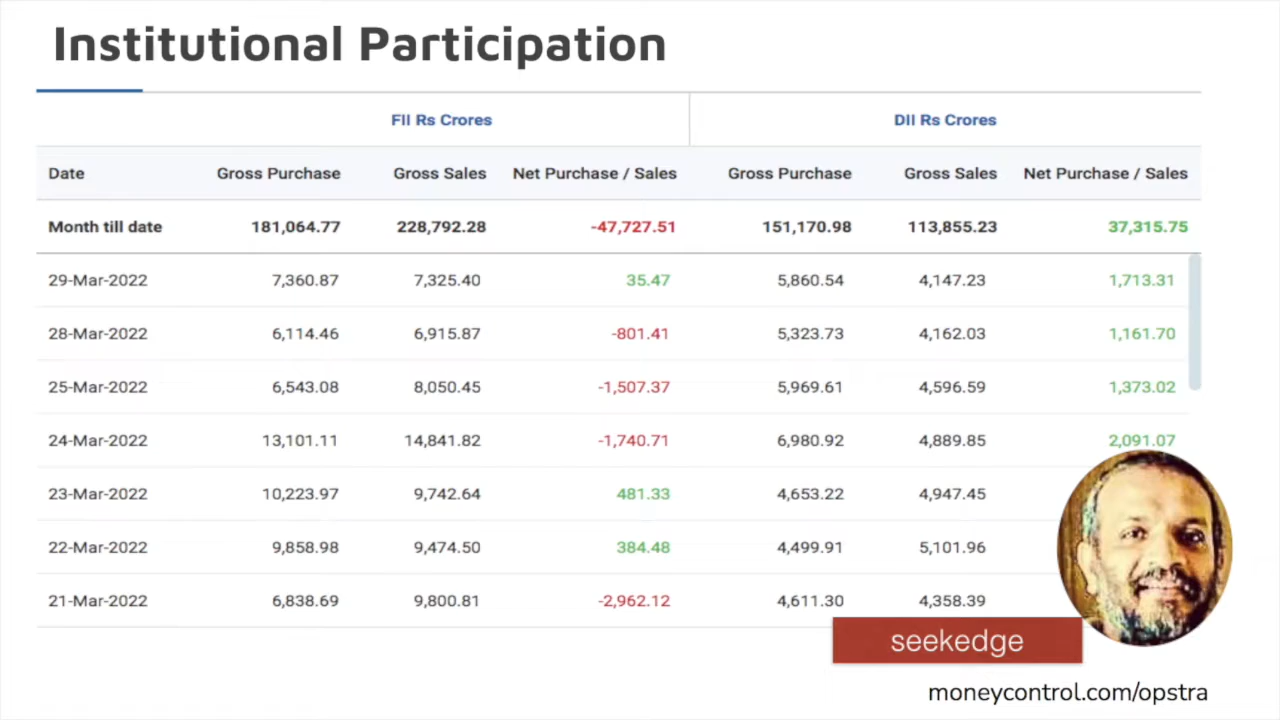 Institutional Participation
FII Rs Crores DII Rs Crores
Date Gross Purchase Gross Sales Net Purchase / Sales Gross Purchase Gross Sales Net Purchase / Sales
Month till date 181,064.77 228,792.28 -47,727.51 151,170.98 113,855.23 37,315.75
29-Mar-2022 7,360.87 7,325.40 35.47 5,860.54 4,147.23 1,713.31
28-Mar-2022 6,114.46 6,915.87 -801.41 5,323.73 4,162.03 1,161.70
25-Mar-2022 6,543.08 8,050.45 -1,507.37 5,969.61 4,596.59 1,373.02
24-Mar-2022 13,101.11 14,841.82 -1,740.71 6,980.92 4,889.85 2,091.07
23-Mar-2022 10,223.97 9,742.64 481.33 4,653.22 4,947.45
22-Mar-2022 9,858.98 9,474.50 384.48 4,499.91 5,101.96
21-Mar-2022 6,838.69 9,800.81 -2,962.12 4,611.30 4,358.39
seekedge
moneycontrol.com/opstra